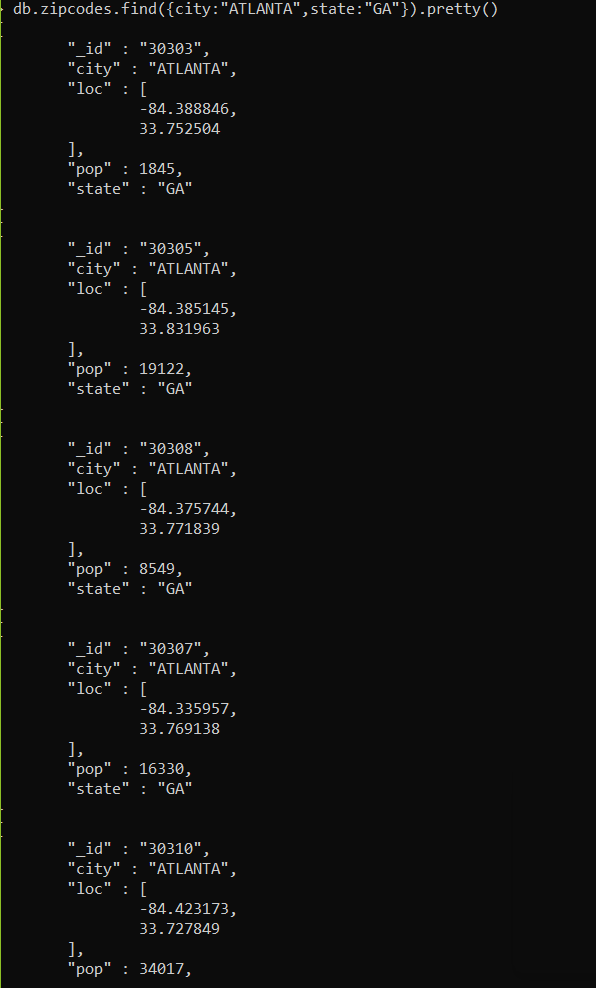 db.zipcodes.find({city:"ATLANTA",state:"GA"}).pretty()
"_id" : "30303",
"city" : "ATLANTA",
"loc" : [
-84.388846,
33.752504
],
"pop" : 1845,
"state" : "GA"
"_id" : "30305",
"city" : "ATLANTA",
"loc" : [
-84.385145,
33.831963
],
"pop" : 19122,
"state" : "GA"
"_id" : "30308",
"city" : "ATLANTA",
"loc" : [
-84.375744,
33.771839
],
"pop" : 8549,
"state" : "GA"
"_id" : "30307",
"city" : "ATLANTA",
"loc" : [
-84.335957,
33.769138
],
"pop" : 16330,
"state" : "GA"
"_id" : "30310",
"city" : "ATLANTA",
"loc" : [
-84.423173,
33.727849
],
"pop" : 34017,